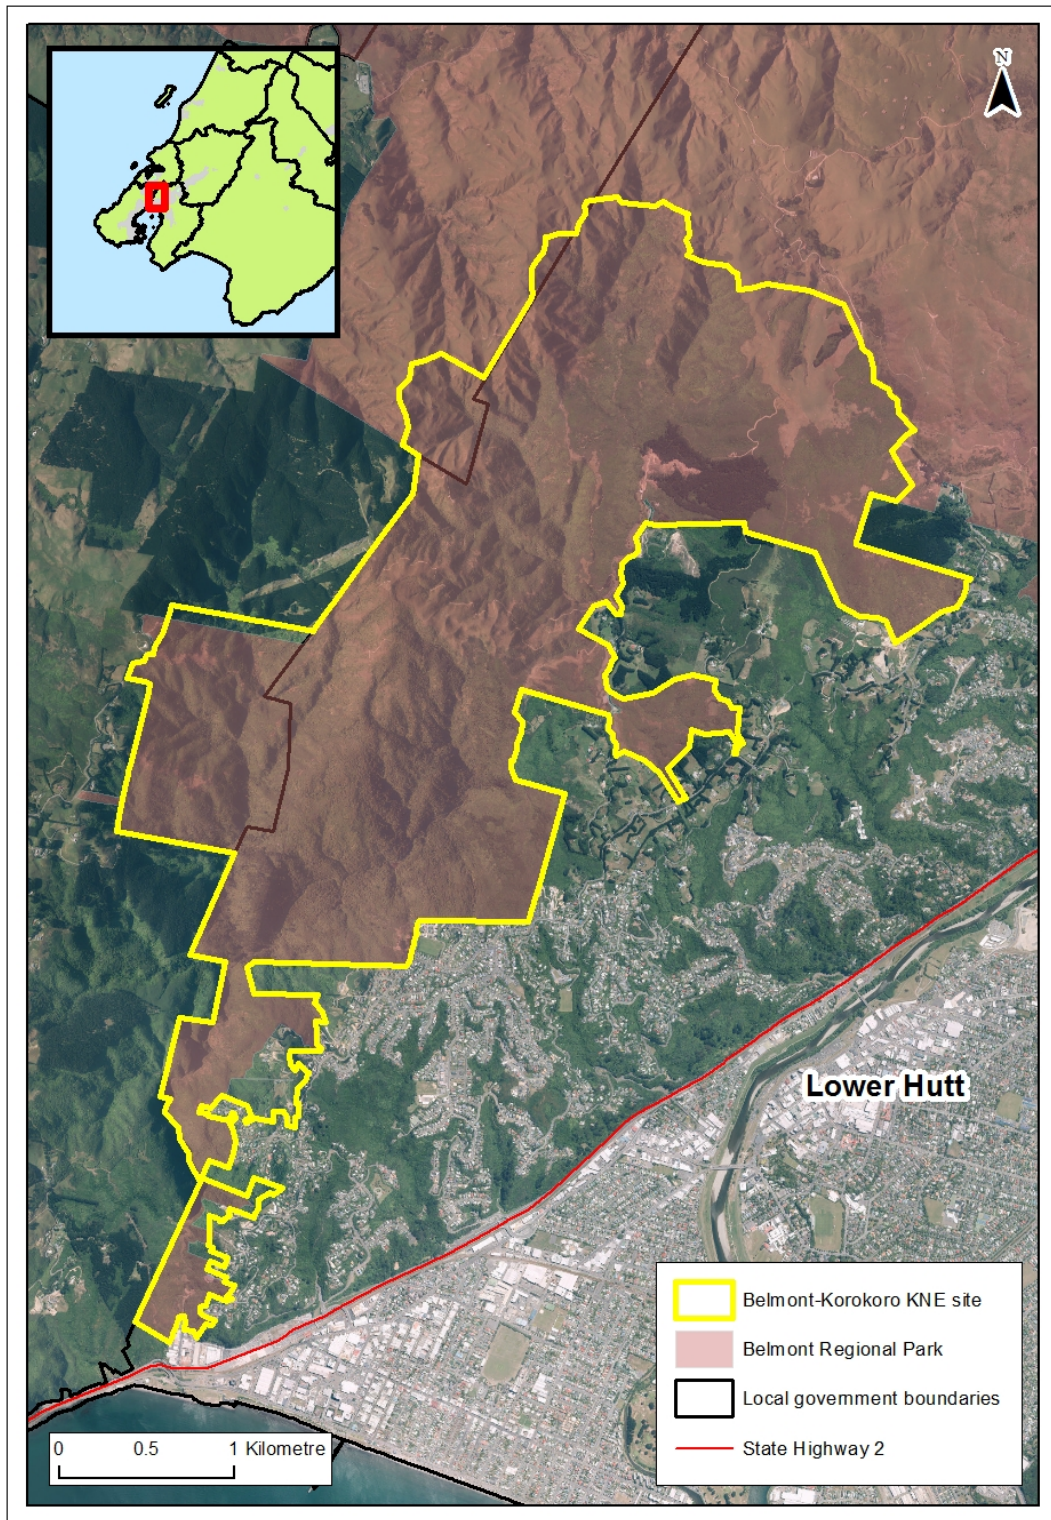 N
Lower Hutt
Belmont-Korokoro KNE site
Belmont Regional Park
Local government boundaries
State Highway 2
0 0.5 1 Kilometre